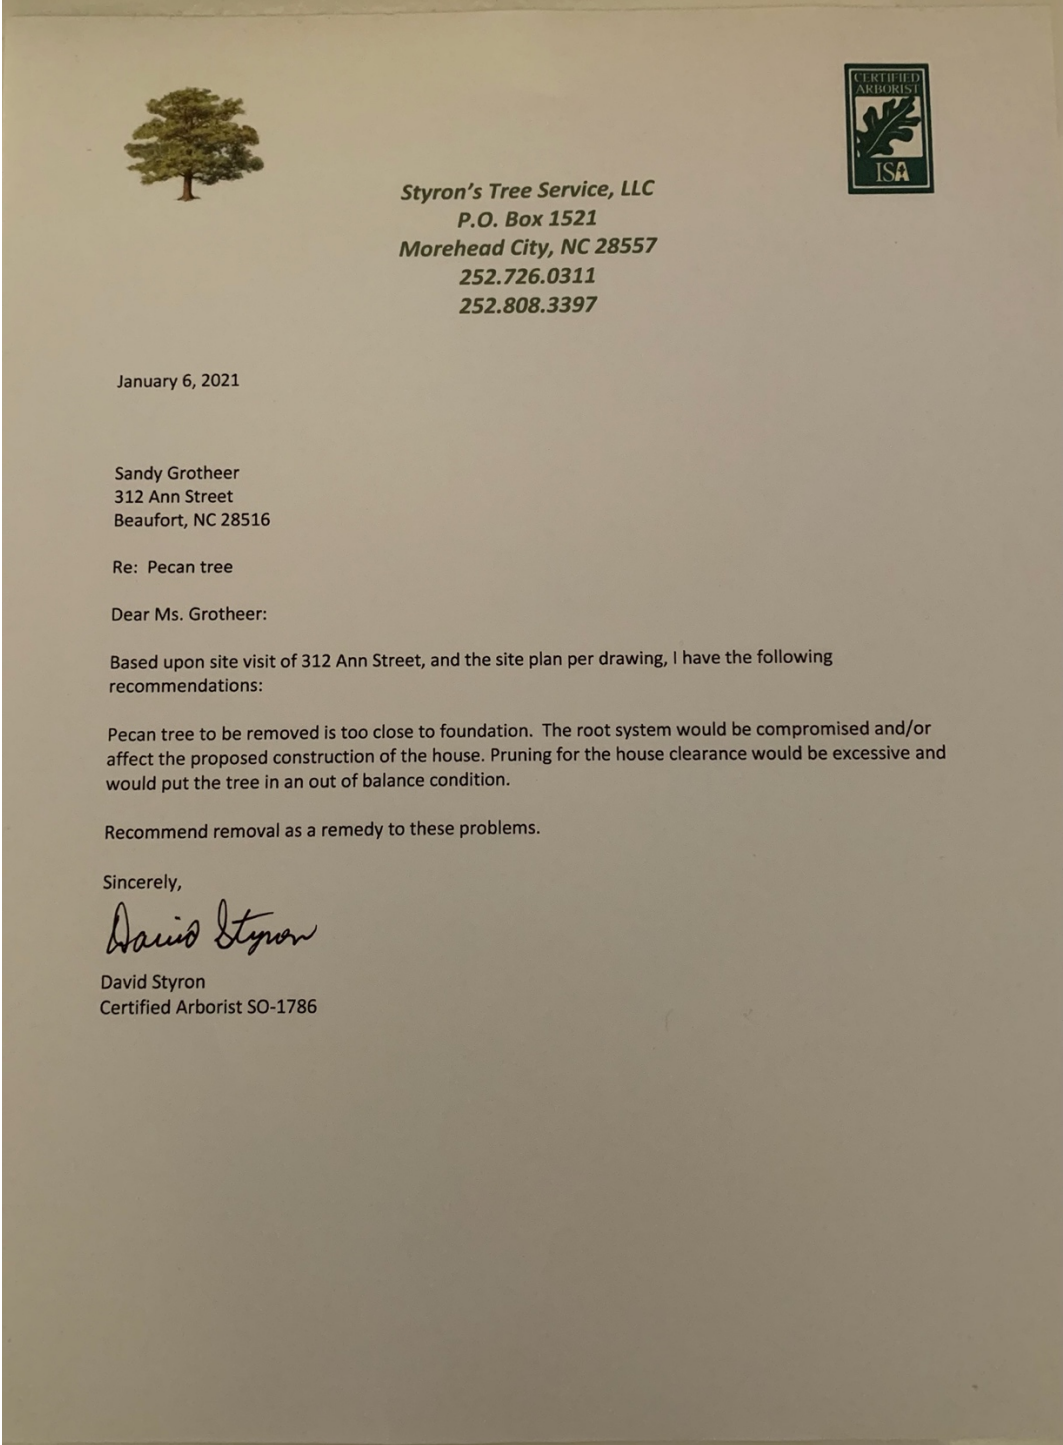 CERTIFIED
ARBORIST
ISA
Styron's Tree Service, LLC
P.O. Box 1521
Morehead City, NC 28557
252.726.0311
252.808.3397
January 6, 2021
Sandy Grotheer
312 Ann Street
Beaufort, NC 28516
Re: Pecan tree
Dear Ms. Grotheer:
Based upon site visit of 312 Ann Street, and the site plan per drawing, I have the following
recommendations:
Pecan tree to be removed is too close to foundation. The root system would be compromised and/or
affect the proposed construction of the house. Pruning for the house clearance would be excessive and
would put the tree in an out of balance condition.
Recommend removal as a remedy to these problems.
Sincerely,
David Styron
David Styron
Certified Arborist SO-1786